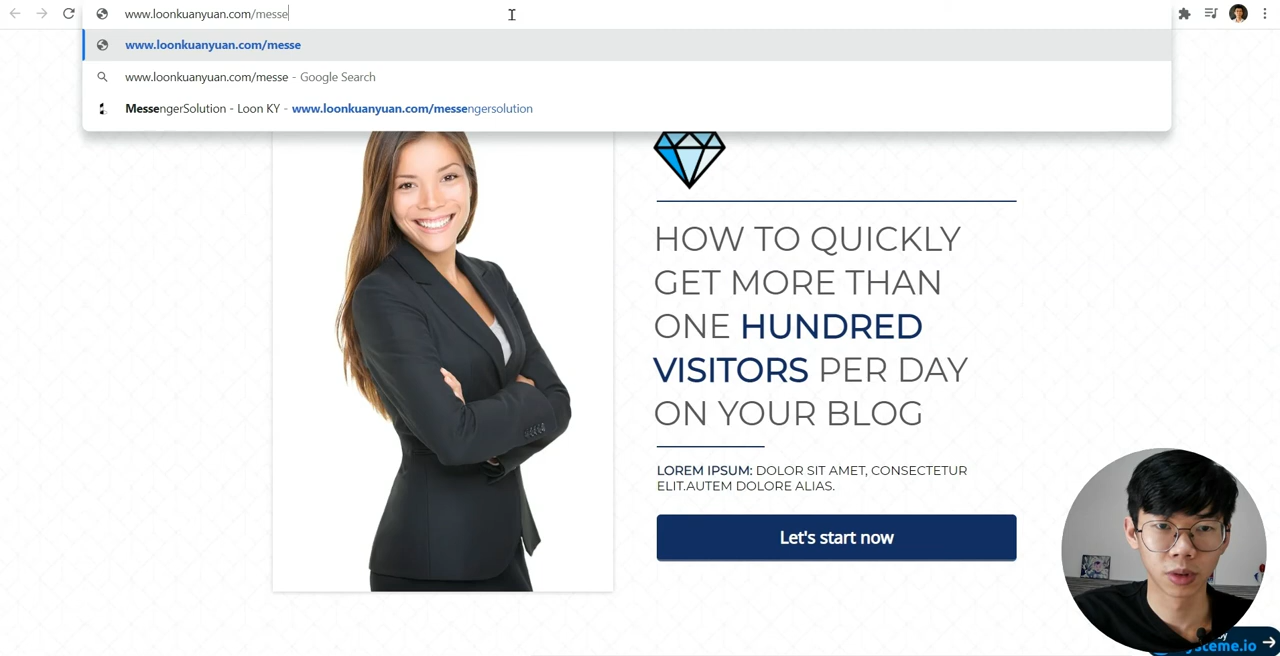 www.loonkuanyuan.com/messe
www.loonkuanyuan.com/messe
www.loonkuanyuan.com/messe - Google Search
MessengerSolution - Loon KY - www.loonkuanyuan.com/messengersolution
HOW TO QUICKLY
GET MORE THAN
ONE HUNDRED
VISITORS PER DAY
ON YOUR BLOG
LOREM IPSUM: DOLOR SIT AMET, CONSECTETUR
ELIT.AUTEM DOLORE ALIAS.
Let's start now